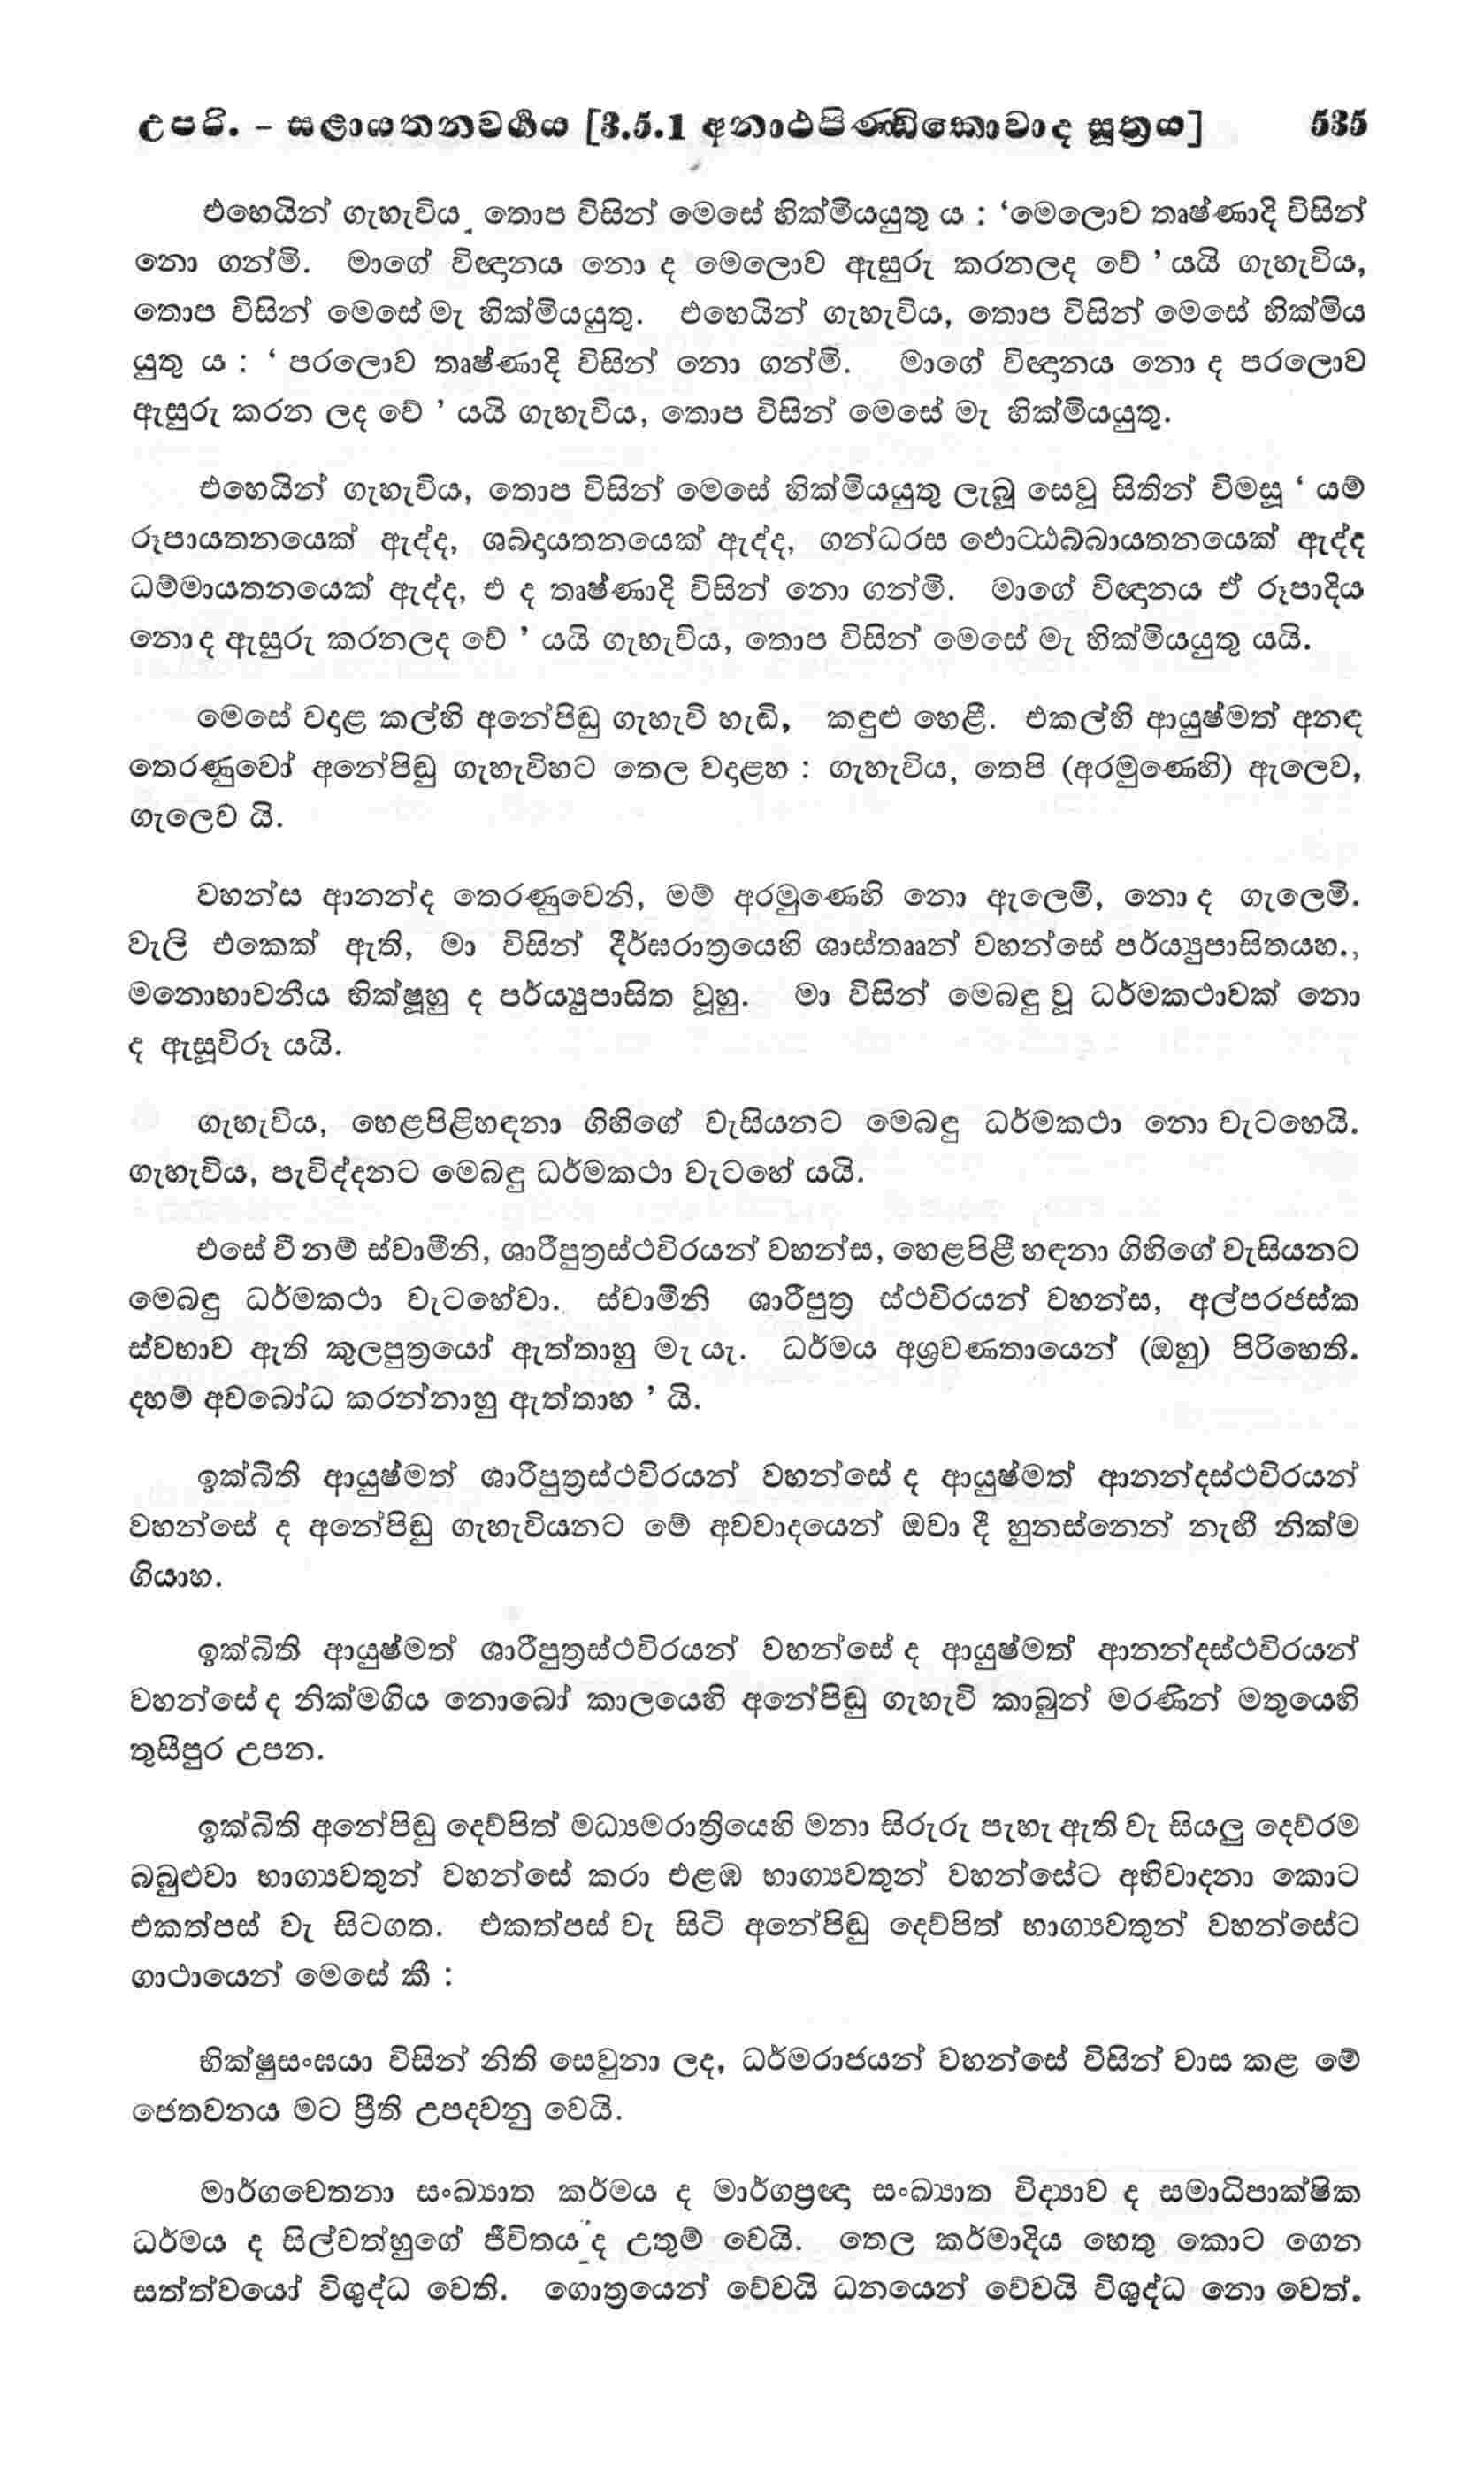 උපරි. – සළායතනවර්‍ගය [3.5.1 අනාථපිණ්ඩිකොවාද සූත්‍රය] 535
එහෙයින් ගැහැවිය, තොප විසින් මෙසේ හික්මියයුතු ය : ‘මෙලොව තෘෂ්ණාදි විසින්
නො ගන්මි. මාගේ විඥානය නො ද මෙලොව ඇසුරු කරනලද වේ ’ යයි ගැහැවිය,
තොප විසින් මෙසේ මැ හික්මියයුතු. එහෙයින් ගැහැවිය, තොප විසින් මෙසේ හික්මිය
යුතු ය : ‘ පරලොව තෘෂ්ණාදි විසින් නො ගන්මි. මාගේ විඥානය නො ද පරලොව
ඇසුරු කරන ලද වේ ’ යයි ගැහැවිය, තොප විසින් මෙසේ මැ හික්මියයුතු.
එහෙයින් ගැහැවිය, තොප විසින් මෙසේ හික්මියයුතු ලැබූ සෙවූ සිතින් විමසූ ‘ යම්
රූපායතනයෙක් ඇද්ද, ශබ්දායතනයෙක් ඇද්ද, ගන්ධරස ඵොට්ඨබ්බායතනයෙක් ඇද්ද
ධම්මායතනයෙක් ඇද්ද, එ ද තෘෂ්ණාදි විසින් නො ගන්මි. මාගේ විඥානය ඒ රූපාදිය
නොද ඇසුරු කරනලද වේ ’ යයි ගැහැවිය, තොප විසින් මෙසේ මැ හික්මියයුතු යයි.
මෙසේ වදාළ කල්හි අනේපිඬු ගැහැවි හැඬි, කඳුළු හෙළී. එකල්හි ආයුෂ්මත් අනඳ
තෙරණුවෝ අනේපිඬු ගැහැවිහට තෙල වදාළහ : ගැහැවිය, තෙපි (අරමුණෙහි) ඇලෙව,
ගැලෙව යි.
වහන්ස ආනන්ද තෙරණුවෙනි, මම් අරමුණෙහි නො ඇලෙමි, නො ද ගැලෙමි.
වැලි එකෙක් ඇති, මා විසින් දීර්ඝරාත්‍රයෙහි ශාස්තෲන් වහන්සේ පර්ය්‍යුපාසිතයහ.,
මනොභාවනීය භික්ෂූහු ද පර්ය්‍යුපාසිත වූහු. මා විසින් මෙබඳු වූ ධර්මකථාවක් නො
ද ඇසූවිරූ යයි.
ගැහැවිය, හෙළපිළිහඳනා ගිහිගේ වැසියනට මෙබඳු ධර්මකථා නො වැටහෙයි.
ගැහැවිය, පැවිද්දනට මෙබඳු ධර්මකථා වැටහේ යයි.
එසේ වී නම් ස්වාමීනි, ශාරීපුත්‍රස්ථවිරයන් වහන්ස, හෙළපිළී හඳනා ගිහිගේ වැසියනට
මෙබඳු ධර්මකථා වැටහේවා. ස්වාමීනි ශාරීපුත්‍ර ස්ථවිරයන් වහන්ස, අල්පරජස්ක
ස්වභාව ඇති කුලපුත්‍රයෝ ඇත්තාහු මැ යැ. ධර්මය අශ්‍රවණතායෙන් (ඔහු) පිරිහෙති.
දහම් අවබෝධ කරන්නාහු ඇත්තාහ ’ යි.
ඉක්බිති ආයුෂ්මත් ශාරීපුත්‍රස්ථවිරයන් වහන්සේ ද ආයුෂ්මත් ආනන්දස්ථවිරයන්
වහන්සේ ද අනේපිඬු ගැහැවියනට මේ අවවාදයෙන් ඔවා දී හුනස්නෙන් නැඟී නික්ම
ගියාහ.
ඉක්බිති ආයුෂ්මත් ශාරීපුත්‍රස්ථවිරයන් වහන්සේ ද ආයුෂ්මත් ආනන්දස්ථවිරයන්
වහන්සේ ද නික්මගිය නොබෝ කාලයෙහි අනේපිඬු ගැහැවි කාබුන් මරණින් මතුයෙහි
තුසීපුර උපන.
ඉක්බිති අනේපිඬු දෙව්පිත් මධ්‍යමරාත්‍රියෙහි මනා සිරුරු පැහැ ඇති වැ සියලු දෙව්රම
බබුළුවා භාග්‍යවතුන් වහන්සේ කරා එළඹ භාග්‍යවතුන් වහන්සේට අභිවාදනා කොට
එකත්පස් වැ සිටගත. එකත්පස් වැ සිටි අනේපිඬු දෙව්පිත් භාග්‍යවතුන් වහන්සේට
ගාථායෙන් මෙසේ කී :
භික්ෂුසංඝයා විසින් නිති සෙවුනා ලද, ධර්මරාජයන් වහන්සේ විසින් වාස කළ මේ
ජෙතවනය මට ප්‍රීති උපදවනු වෙයි.
මාර්ගචෙතනා සංඛ්‍යාත කර්මය ද මාර්ගප්‍රඥා සංඛ්‍යාත විද්‍යාව ද සමාධිපාක්ෂික
ධර්මය ද සිල්වත්හුගේ ජීවිතය ද උතුම් වෙයි. තෙල කර්මාදිය හෙතු කොට ගෙන
සත්ත්වයෝ විශුද්ධ වෙති. ගොත්‍රයෙන් වේවයි ධනයෙන් වේවයි විශුද්ධ නො වෙත්.